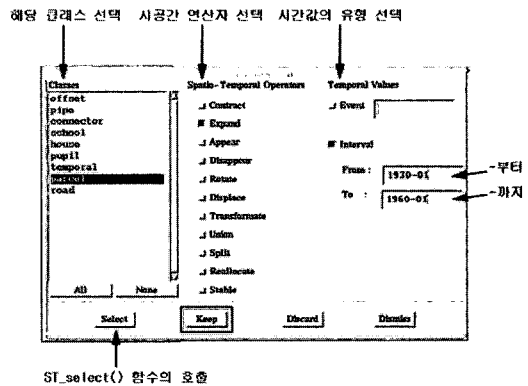 해당 클래스 선택 시공간 연산자 선택 시간값의 유형 선택
Classes Spatio-Temporal Operators Temporal Values
offset
pipe
connector
school
house
pupil
temporal
road
All None
Contract
Expand
Appear
Disappear
Rotate
Displace
Transformate
Union
Split
Reallocate
Stable
Event
Interval
From : 1930-01 -부터
To : 1960-01 -까지
Select Keep Discard Dismiss
ST_select() 함수의 호출